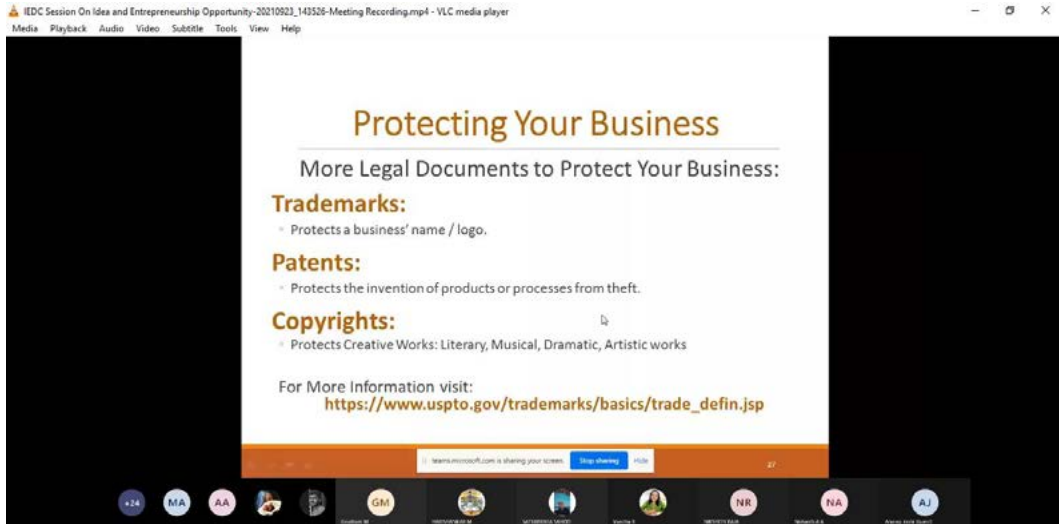 IEDC Session On Idea and Entrepreneurship Opportunity-20210923_143526-Meeting Recording.mp4 - VLC media player
Media Playback Audio Video Subtitle Tools View Help
Protecting Your Business
More Legal Documents to Protect Your Business:
Trademarks:
Protects a business' name / logo.
Patents:
Protects the invention of products or processes from theft.
Copyrights:
Protects Creative Works: Literary, Musical, Dramatic, Artistic works
For More Information visit:
https://www.uspto.gov/trademarks/basics/trade_defin.jsp
teams.microsoft.com is sharing your screen. Stop sharing Hide
27
+24 MA AA GM NR NA AJ